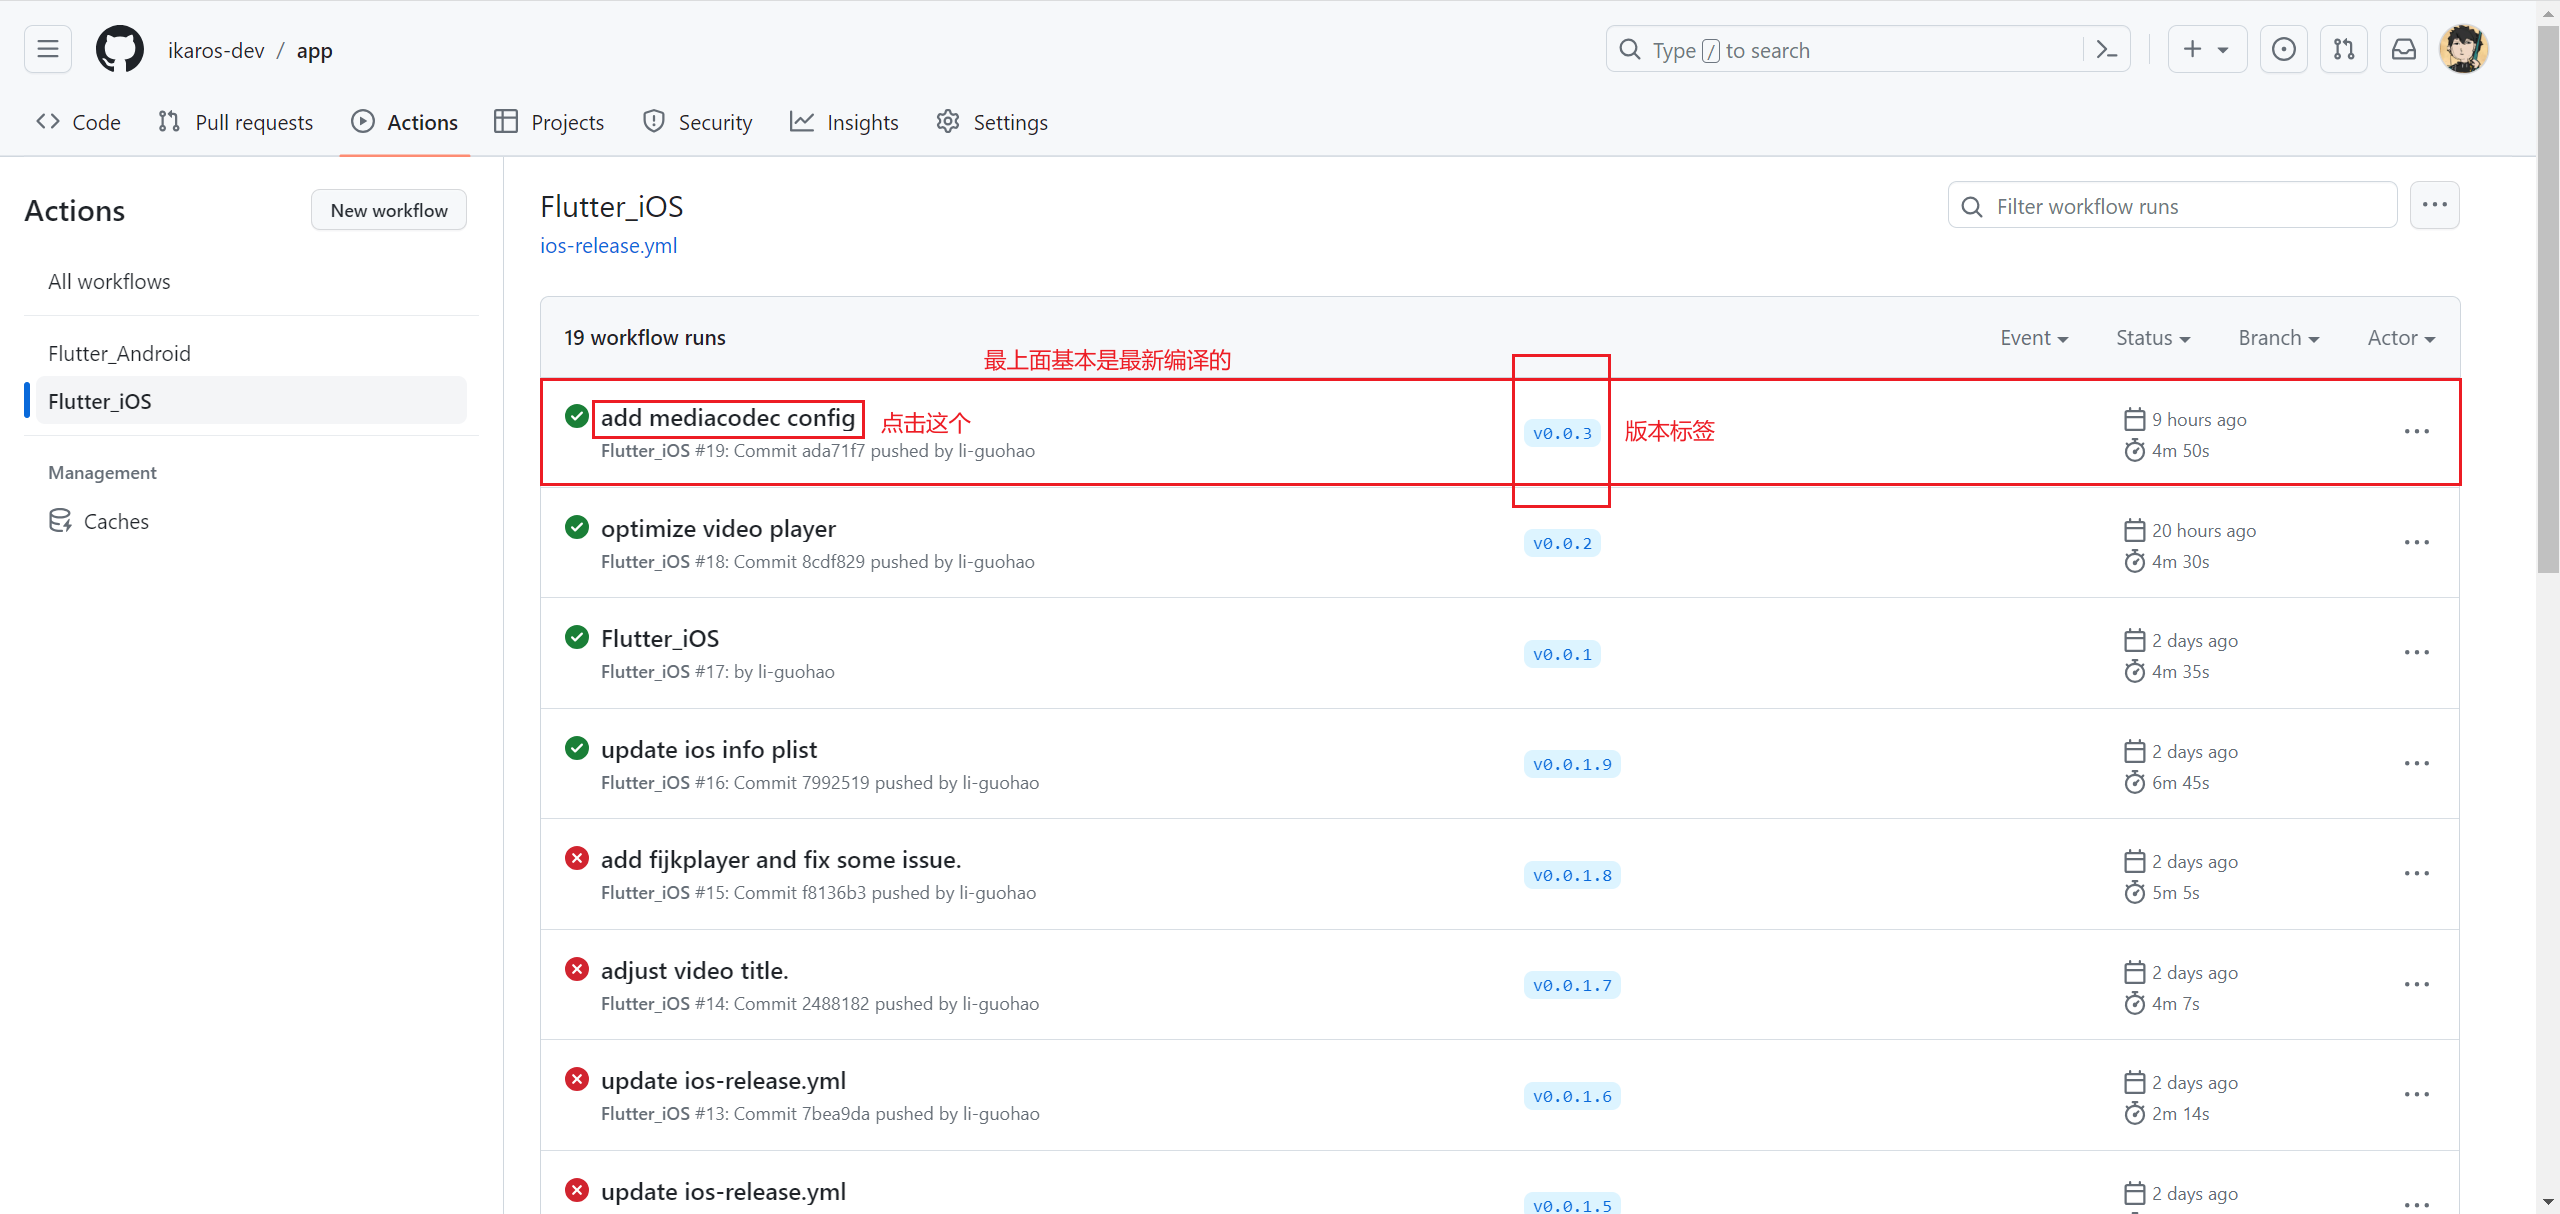 ikaros-dev / app
Type / to search
Code
Pull requests
Actions
Projects
Security
Insights
Settings
Actions
New workflow
All workflows
Flutter_Android
Flutter_iOS
Management
Caches
Flutter_iOS
ios-release.yml
Filter workflow runs
19 workflow runs
Event
Status
Branch
Actor
最上面基本是最新编译的
add mediacodec config
点击这个
Flutter_iOS #19: Commit ada71f7 pushed by li-guohao
v0.0.3
版本标签
9 hours ago
4m 50s
optimize video player
Flutter_iOS #18: Commit 8cdf829 pushed by li-guohao
v0.0.2
20 hours ago
4m 30s
Flutter_iOS
Flutter_iOS #17: by li-guohao
v0.0.1
2 days ago
4m 35s
update ios info plist
Flutter_iOS #16: Commit 7992519 pushed by li-guohao
v0.0.1.9
2 days ago
6m 45s
add fijkplayer and fix some issue.
Flutter_iOS #15: Commit f8136b3 pushed by li-guohao
v0.0.1.8
2 days ago
5m 5s
adjust video title.
Flutter_iOS #14: Commit 2488182 pushed by li-guohao
v0.0.1.7
2 days ago
4m 7s
update ios-release.yml
Flutter_iOS #13: Commit 7bea9da pushed by li-guohao
v0.0.1.6
2 days ago
2m 14s
update ios-release.yml
v0.0.1.5
2 days ago